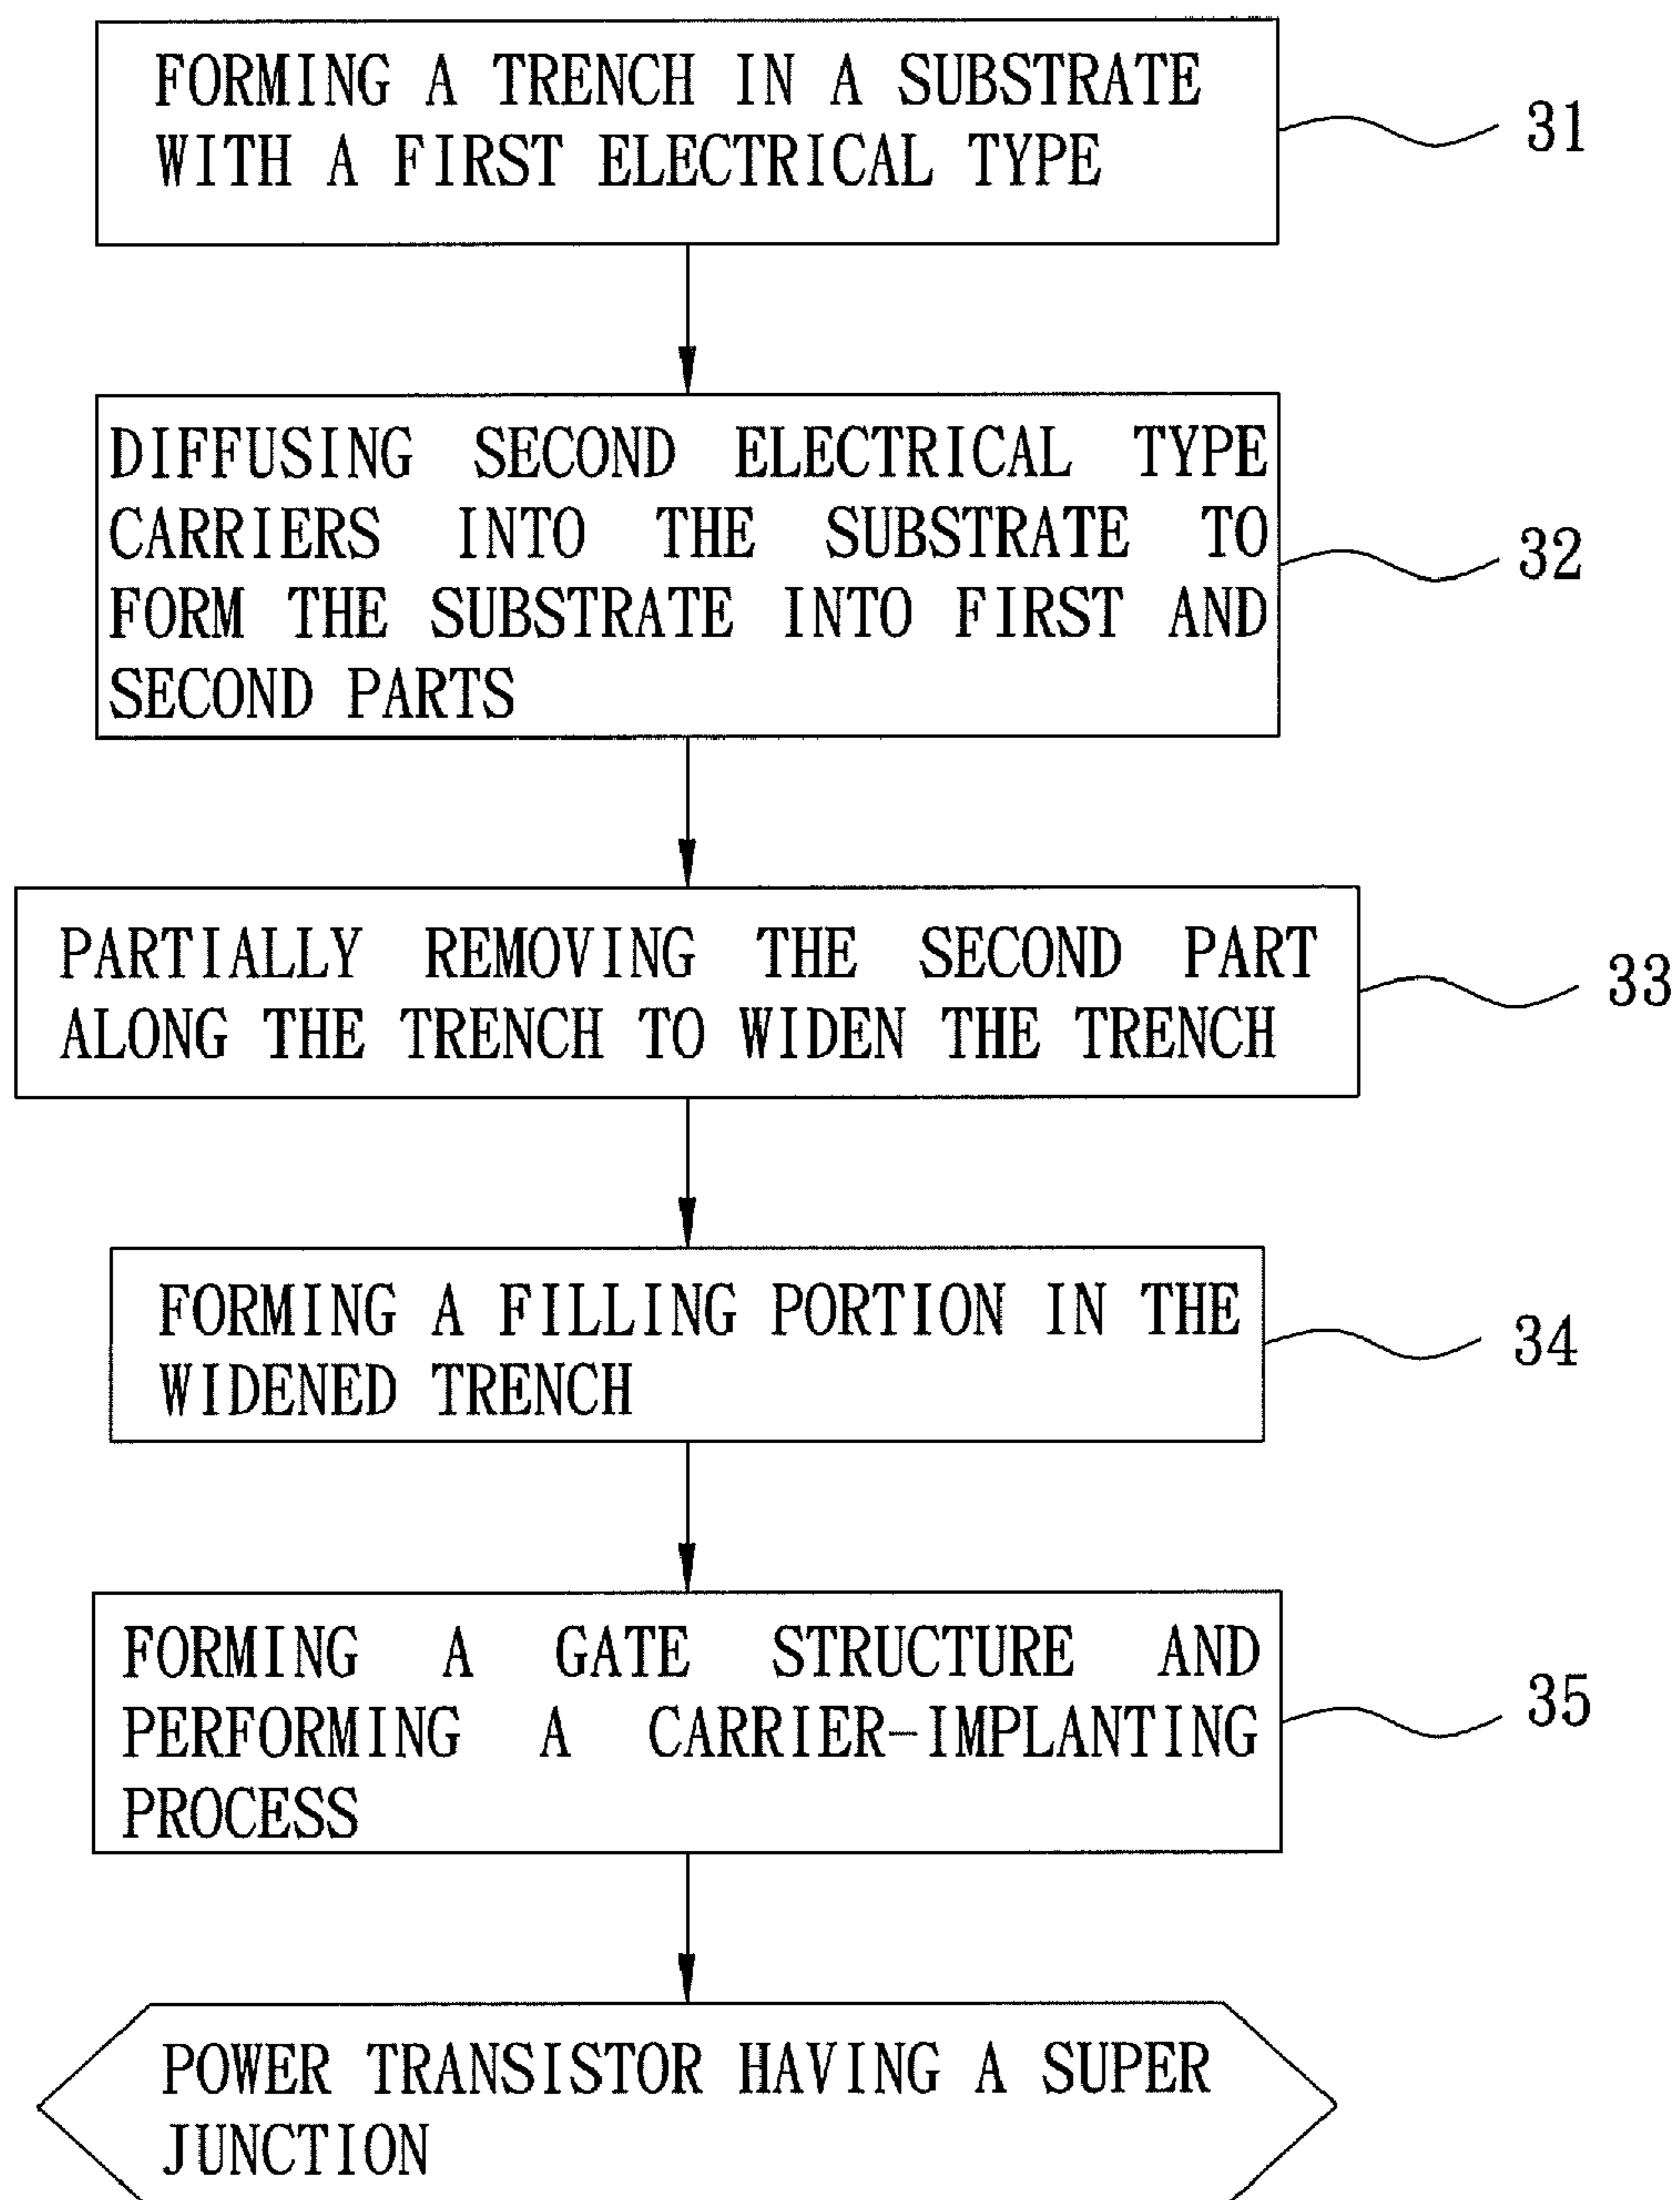 FORMING A TRENCH IN A SUBSTRATE
WITH A FIRST ELECTRICAL TYPE
31
DIFFUSING SECOND ELECTRICAL TYPE
CARRIERS INTO THE SUBSTRATE TO
FORM THE SUBSTRATE INTO FIRST AND
SECOND PARTS
32
PARTIALLY REMOVING THE SECOND PART
ALONG THE TRENCH TO WIDEN THE TRENCH
33
FORMING A FILLING PORTION IN THE
WIDENED TRENCH
34
FORMING A GATE STRUCTURE AND
PERFORMING A CARRIER-IMPLANTING
PROCESS
35
POWER TRANSISTOR HAVING A SUPER
JUNCTION